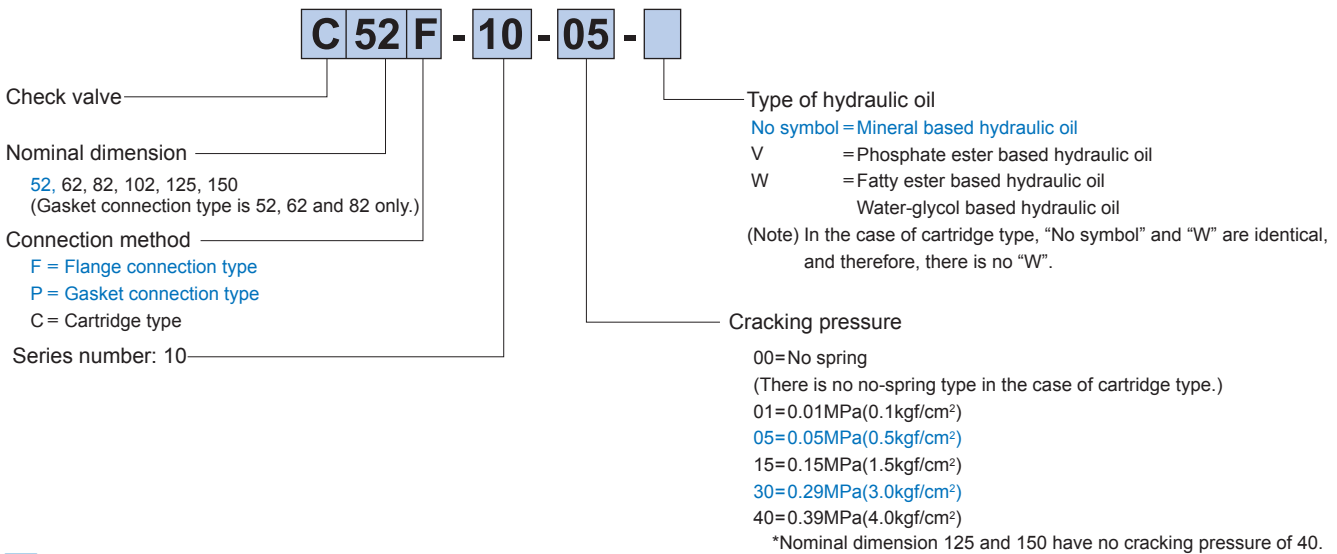 C 52 F - 10 - 05 -
Check valve
Nominal dimension
52, 62, 82, 102, 125, 150
(Gasket connection type is 52, 62 and 82 only.)
Connection method
F = Flange connection type
P = Gasket connection type
C = Cartridge type
Series number: 10
Type of hydraulic oil
No symbol = Mineral based hydraulic oil
V = Phosphate ester based hydraulic oil
W = Fatty ester based hydraulic oil
Water-glycol based hydraulic oil
(Note) In the case of cartridge type, “No symbol” and “W” are identical,
and therefore, there is no “W”.
Cracking pressure
00=No spring
(There is no no-spring type in the case of cartridge type.)
01=0.01MPa(0.1kgf/cm²)
05=0.05MPa(0.5kgf/cm²)
15=0.15MPa(1.5kgf/cm²)
30=0.29MPa(3.0kgf/cm²)
40=0.39MPa(4.0kgf/cm²)
*Nominal dimension 125 and 150 have no cracking pressure of 40.